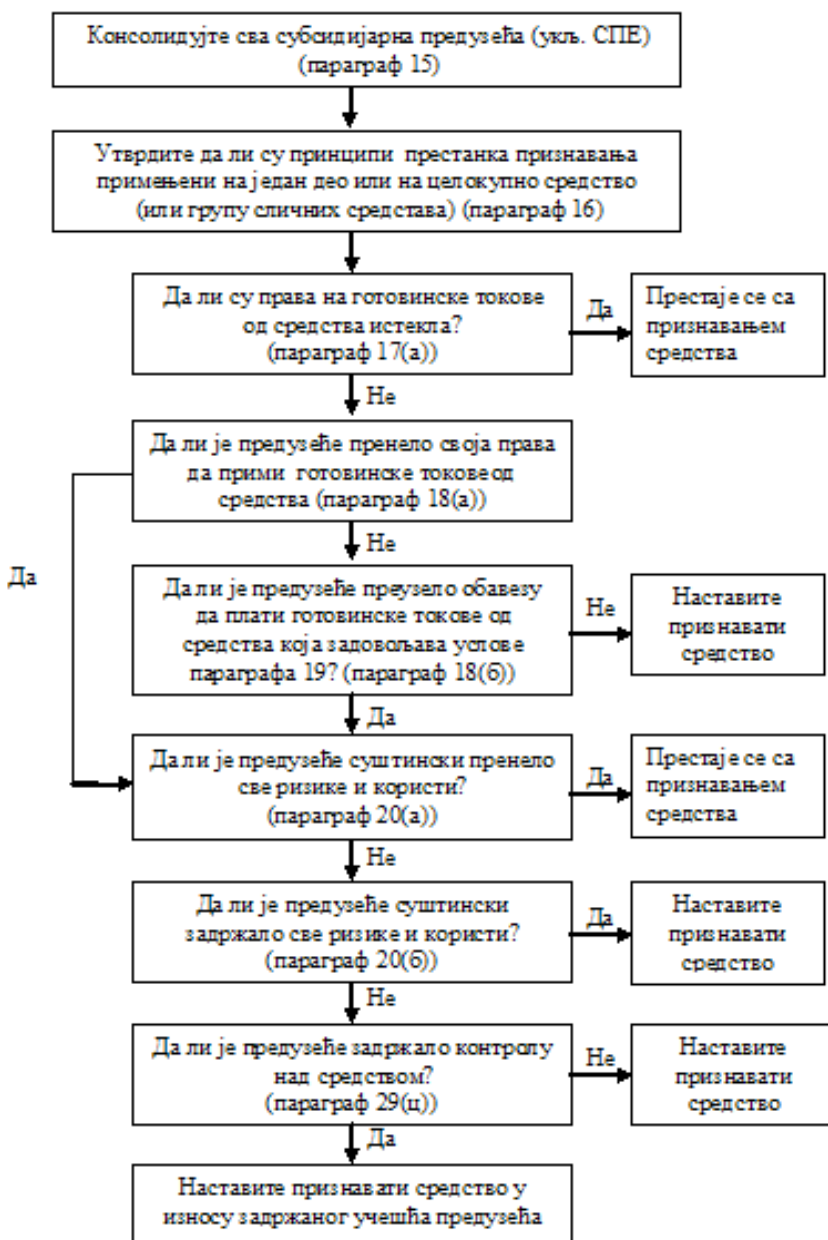 Консолидујте сва субсидијарна предузећа (укљ. СПЕ)
(параграф 15)
Утврдите да ли су принципи престанка признавања
примењени на један део или на целокупно средство
(или групу сличних средстава) (параграф 16)
Да ли су права на готовинске токове
од средства истекла?
(параграф 17(а))
Да
Престаје се са
признавањем
средства
Не
Да ли је предузеће пренело своја права
да прими готовинске токове од
средства (параграф 18(а))
Не
Да
Да ли је предузеће преузело обавезу
да плати готовинске токове од
средства која задовољава услове
параграфа 19? (параграф 18(б))
Не
Наставите
признавати
средство
Да
Да ли је предузеће суштински пренело
све ризике и користи?
(параграф 20(а))
Да
Престаје се са
признавањем
средства
Не
Да ли је предузеће суштински
задржало све ризике и користи?
(параграф 20(б))
Да
Наставите
признавати
средство
Не
Да ли је предузеће задржало контролу
над средством?
(параграф 29(ц))
Не
Наставите
признавати
средство
Да
Наставите признавати средство у
износу задржаног учешћа предузећа